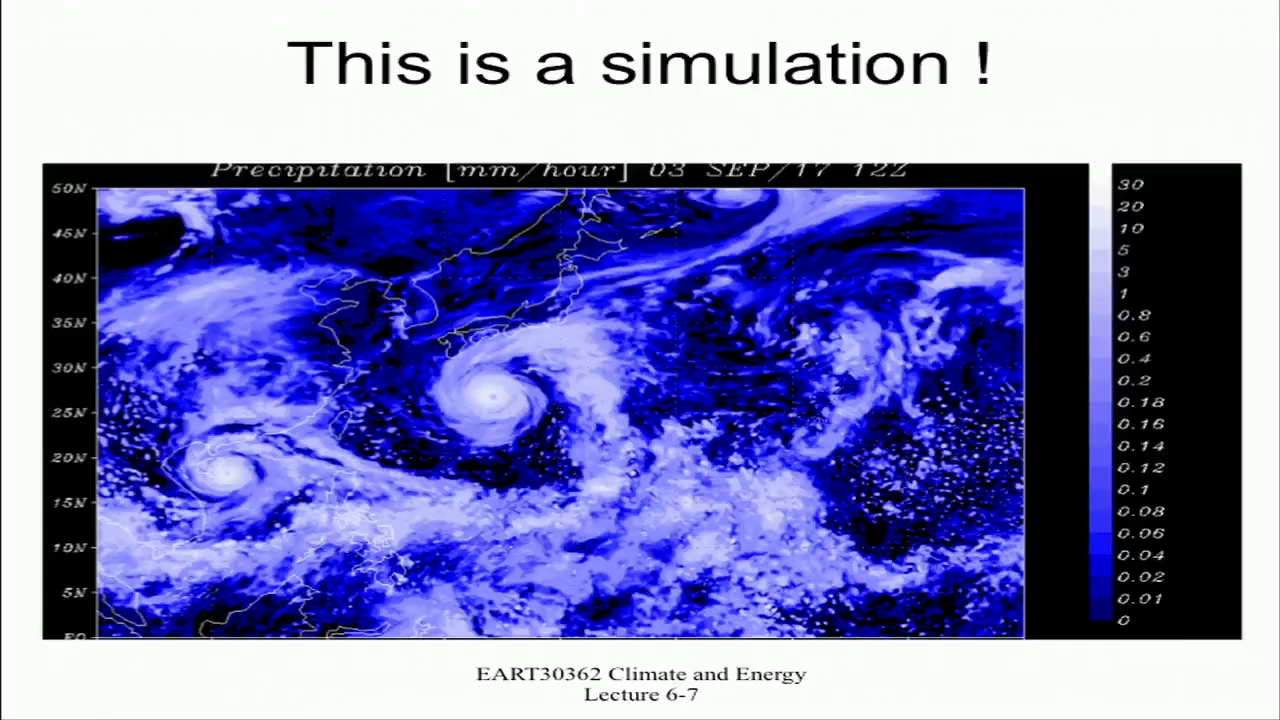 This is a simulation !
Precipitation [mm/hour] 03 SEP/17 12Z
50N
45N
40N
35N
30N
25N
20N
15N
10N
5N
EQ
30
20
10
5
3
1
0.8
0.6
0.4
0.2
0.18
0.16
0.14
0.12
0.1
0.08
0.06
0.04
0.02
0.01
0
EART30362 Climate and Energy
Lecture 6-7